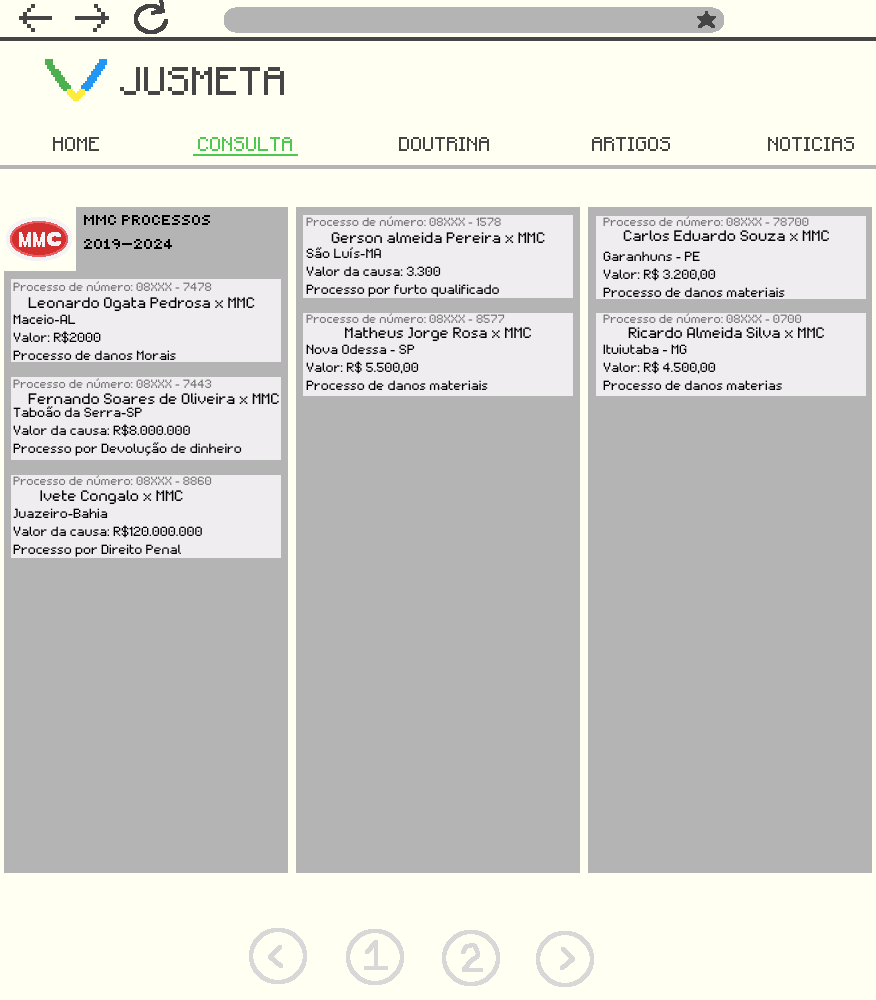 JUSMETA
HOME
CONSULTA
DOUTRINA
ARTIGOS
NOTICIAS
MMC
MMC PROCESSOS
2019-2024
Processo de número: 08XXX - 7478
Leonardo Ogata Pedrosa x MMC
Maceio-AL
Valor: R$2000
Processo de danos Morais
Processo de número: 08XXX - 7443
Fernando Soares de Oliveira x MMC
Taboão da Serra-SP
Valor da causa: R$8.000.000
Processo por Devolução de dinheiro
Processo de número: 08XXX - 8860
Ivete Congalo x MMC
Juazeiro-Bahia
Valor da causa: R$120.000.000
Processo por Direito Penal
Processo de número: 08XXX - 1578
Gerson almeida Pereira x MMC
São Luís-MA
Valor da causa: 3.300
Processo por furto qualificado
Processo de número: 08XXX - 8577
Matheus Jorge Rosa x MMC
Nova Odessa - SP
Valor: R$ 5.500,00
Processo de danos materiais
Processo de número: 08XXX - 78700
Carlos Eduardo Souza x MMC
Garanhuns - PE
Valor: R$ 3.200,00
Processo de danos materiais
Processo de número: 08XXX - 0700
Ricardo Almeida Silva x MMC
Ituiutaba - MG
Valor: R$ 4.500,00
Processo de danos materias
< 1 2 >